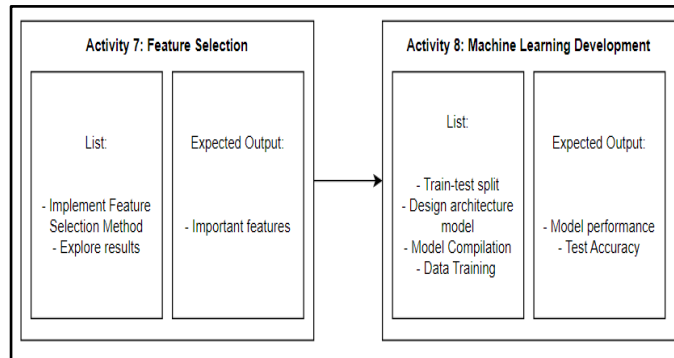 Activity 7: Feature Selection
List:
- Implement Feature
Selection Method
- Explore results
Expected Output:
- Important features
Activity 8: Machine Learning Development
List:
- Train-test split
- Design architecture
model
- Model Compilation
- Data Training
Expected Output:
- Model performance
- Test Accuracy